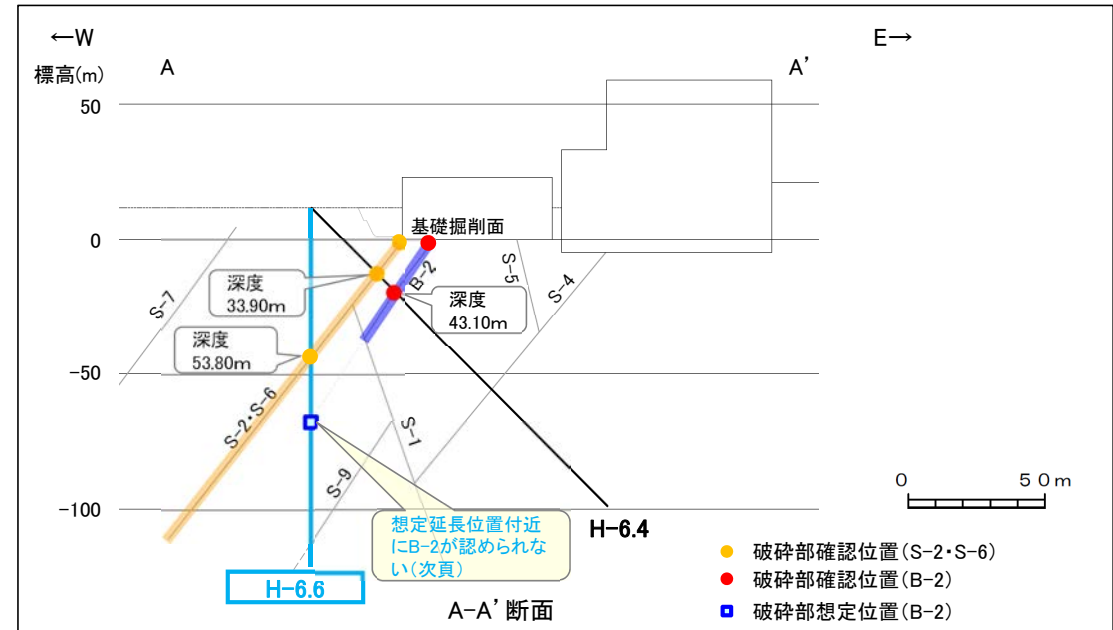 ←W
E→
標高(m)
A
A’
50
基礎掘削面
0
B-2
S-5
S-4
S-7
深度
33.90m
深度
43.10m
深度
53.80m
-50
S-2・S-6
S-1
S-9
0
50m
-100
想定延長位置付近
にB-2が認められな
い(次頁)
H-6.4
H-6.6
A-A’断面
破砕部確認位置(S-2・S-6)
破砕部確認位置(B-2)
破砕部想定位置(B-2)